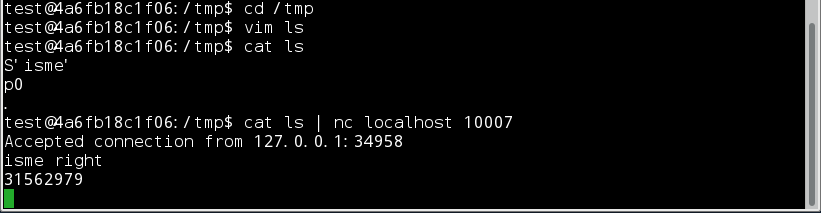 test@4a6fb18c1f06:/tmp$ cd /tmp
test@4a6fb18c1f06:/tmp$ vim ls
test@4a6fb18c1f06:/tmp$ cat ls
S'isme'
p0
.
test@4a6fb18c1f06:/tmp$ cat ls | nc localhost 10007
Accepted connection from 127.0.0.1:34958
isme right
31562979